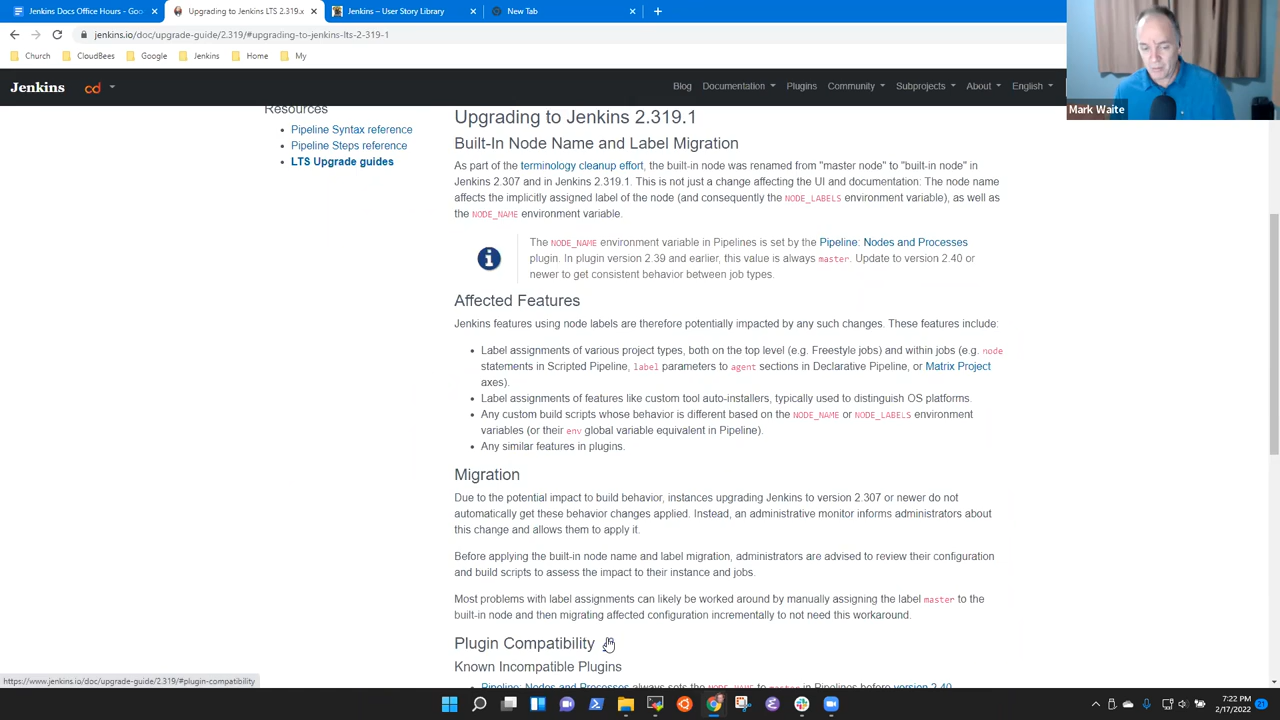 Jenkins Docs Office Hours - Goo
Upgrading to Jenkins LTS 2.319.x
Jenkins – User Story Library
New Tab
jenkins.io/doc/upgrade-guide/2.319/#upgrading-to-jenkins-lts-2-319-1
Church
CloudBees
Google
Jenkins
Home
My
Jenkins
cd
Blog
Documentation
Plugins
Community
Subprojects
About
English
Mark Waite
Resources
Pipeline Syntax reference
Pipeline Steps reference
LTS Upgrade guides
Upgrading to Jenkins 2.319.1
Built-In Node Name and Label Migration
As part of the terminology cleanup effort, the built-in node was renamed from "master node" to "built-in node" in
Jenkins 2.307 and in Jenkins 2.319.1. This is not just a change affecting the UI and documentation: The node name
affects the implicitly assigned label of the node (and consequently the NODE_LABELS environment variable), as well as
the NODE_NAME environment variable.
The NODE_NAME environment variable in Pipelines is set by the Pipeline: Nodes and Processes
plugin. In plugin version 2.39 and earlier, this value is always master. Update to version 2.40 or
newer to get consistent behavior between job types.
Affected Features
Jenkins features using node labels are therefore potentially impacted by any such changes. These features include:
• Label assignments of various project types, both on the top level (e.g. Freestyle jobs) and within jobs (e.g. node
statements in Scripted Pipeline, label parameters to agent sections in Declarative Pipeline, or Matrix Project
axes).
• Label assignments of features like custom tool auto-installers, typically used to distinguish OS platforms.
• Any custom build scripts whose behavior is different based on the NODE_NAME or NODE_LABELS environment
variables (or their env global variable equivalent in Pipeline).
• Any similar features in plugins.
Migration
Due to the potential impact to build behavior, instances upgrading Jenkins to version 2.307 or newer do not
automatically get these behavior changes applied. Instead, an administrative monitor informs administrators about
this change and allows them to apply it.
Before applying the built-in node name and label migration, administrators are advised to review their configuration
and build scripts to assess the impact to their instance and jobs.
Most problems with label assignments can likely be worked around by manually assigning the label master to the
built-in node and then migrating affected configuration incrementally to not need this workaround.
Plugin Compatibility
Known Incompatible Plugins
• Pipeline: Nodes and Processes always sets the NODE_NAME to master in Pipelines before version 2.40
https://www.jenkins.io/doc/upgrade-guide/2.319/#plugin-compatibility
7:22 PM
2/17/2022